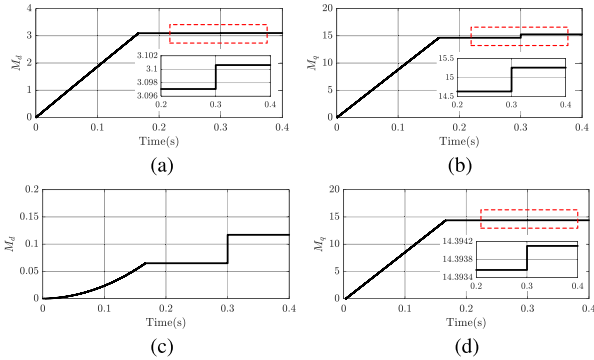 4
3
2
1
0
M_d
3.102
3.1
3.098
3.096
0.2 0.3 0.4
0 0.1 0.2 0.3 0.4
Time(s)
(a)
20
15
10
5
0
M_q
15.5
15
14.5
0.2 0.3 0.4
0 0.1 0.2 0.3 0.4
Time(s)
(b)
0.2
0.15
0.1
0.05
0
M_d
0 0.1 0.2 0.3 0.4
Time(s)
(c)
20
15
10
5
0
M_q
14.3942
14.3938
14.3934
0.2 0.3 0.4
0 0.1 0.2 0.3 0.4
Time(s)
(d)